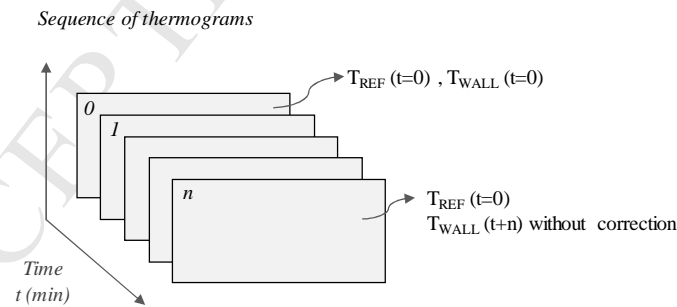 Sequence of thermograms
T_REF (t=0) , T_WALL (t=0)
0
1
n
T_REF (t=0)
T_WALL (t+n) without correction
Time
t (min)